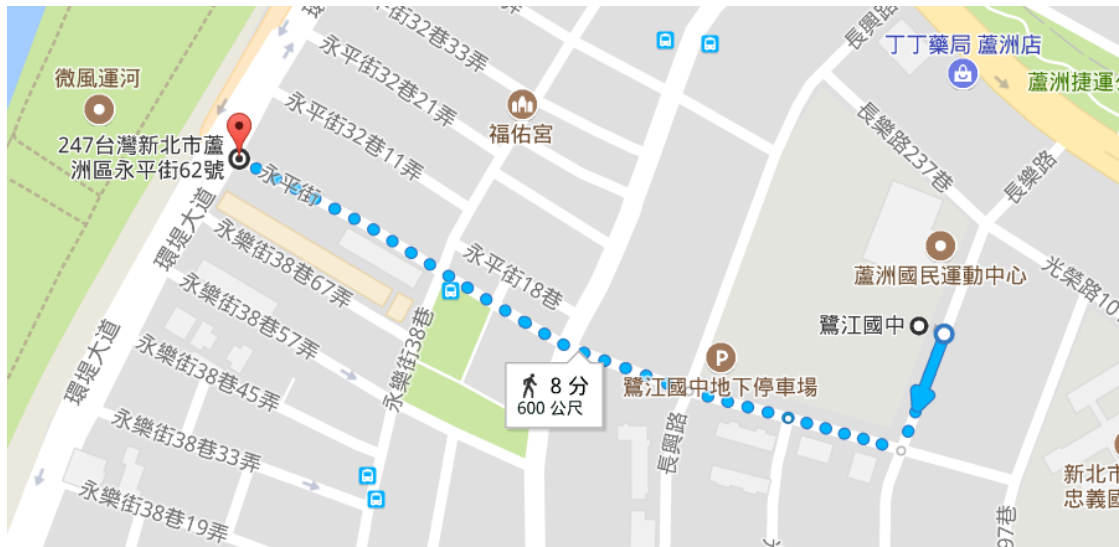 永平街32巷33弄
長興路
丁丁藥局 蘆洲店
微風運河
永平街32巷21弄
蘆洲捷運公
福佑宮
247台灣新北市蘆
洲區永平街62號
永平街32巷11弄
長樂路237巷
長樂路
永平街
環堤大道
永樂街38巷67弄
永平街18巷
蘆洲國民運動中心
光榮路10
永樂街38巷57弄
永樂街38巷
鷺江國中
環堤大道
永樂街38巷45弄
8 分
600 公尺
鷺江國中地下停車場
永樂街38巷33弄
長興路
新北市
忠義國
永樂街38巷19弄
97巷